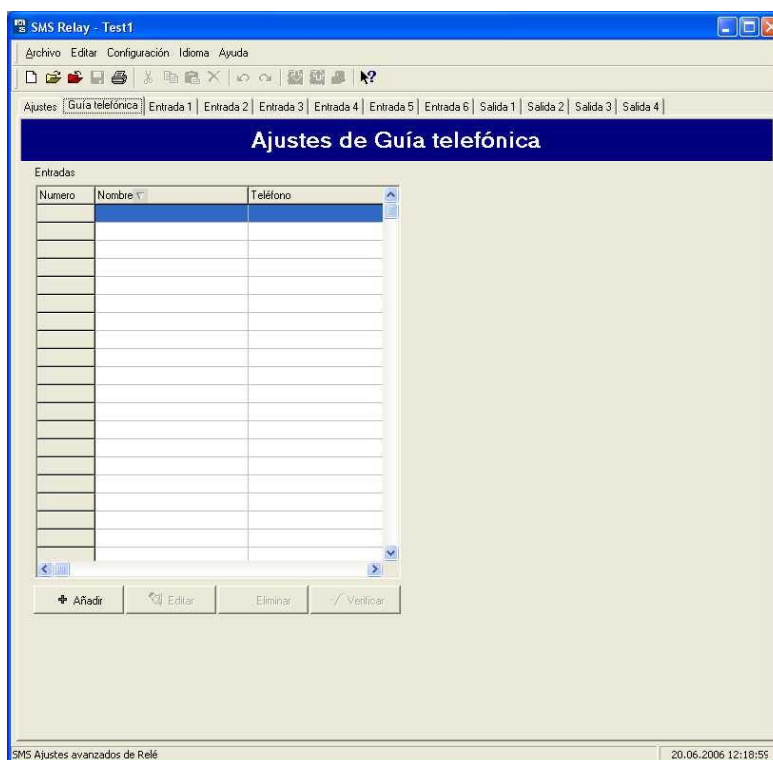 SMS Relay - Test1
Archivo Editar Configuración Idioma Ayuda
Ajustes Guía telefónica Entrada 1 Entrada 2 Entrada 3 Entrada 4 Entrada 5 Entrada 6 Salida 1 Salida 2 Salida 3 Salida 4
Ajustes de Guía telefónica
Entradas
Numero Nombre Teléfono
Añadir Editar Eliminar Verificar
SMS Ajustes avanzados de Relé 20.06.2006 12:18:59